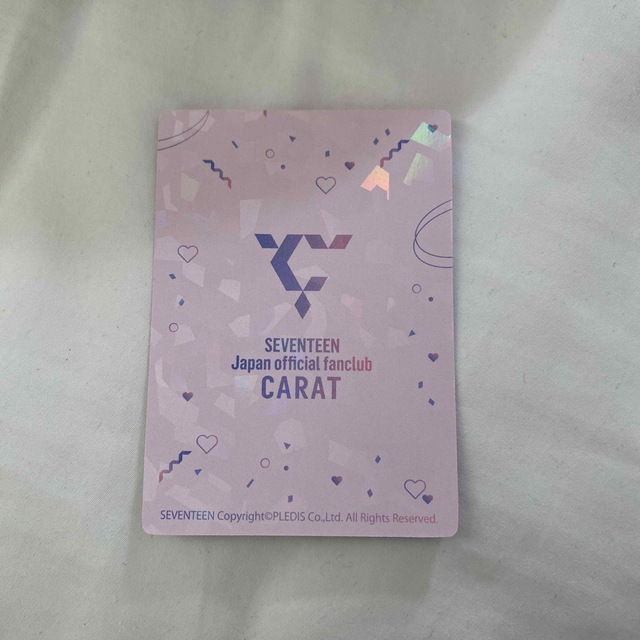 SEVENTEEN
Japan official fanclub
CARAT
SEVENTEEN Copyright©PLEDIS Co.,Ltd. All Rights Reserved.